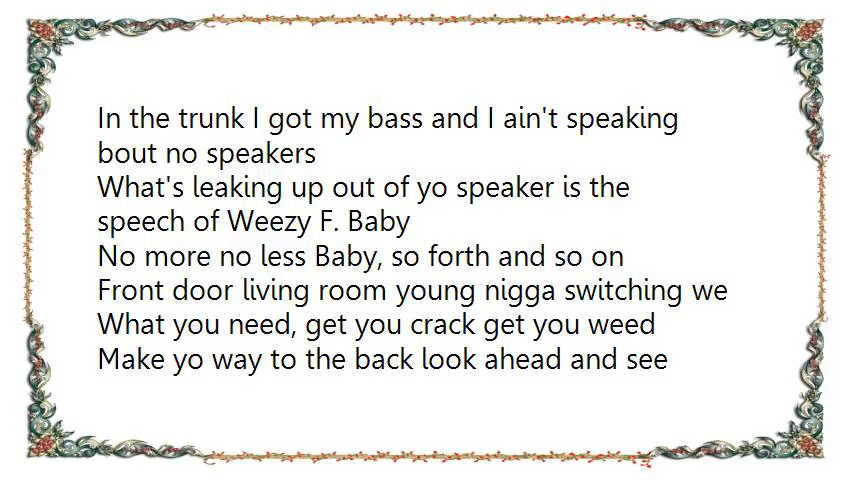 In the trunk I got my bass and I ain't speaking
bout no speakers
What's leaking up out of yo speaker is the
speech of Weezy F. Baby
No more no less Baby, so forth and so on
Front door living room young nigga switching we
What you need, get you crack get you weed
Make yo way to the back look ahead and see